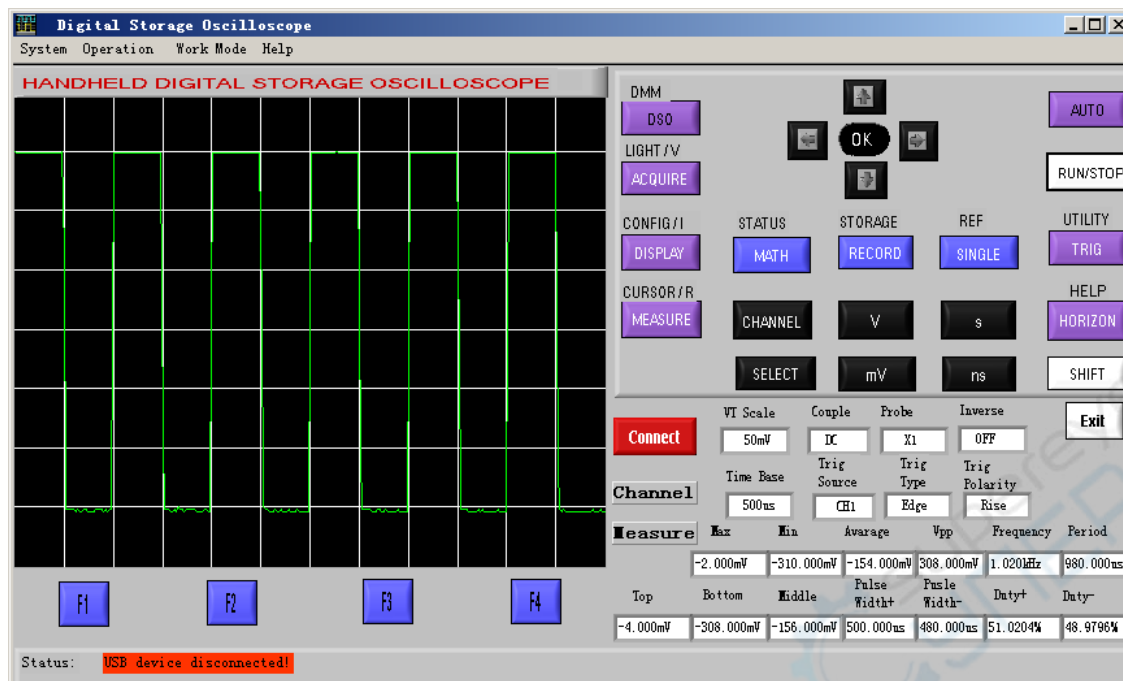 Digital Storage Oscilloscope
System Operation Work Mode Help
HANDHELD DIGITAL STORAGE OSCILLOSCOPE
DMM
DSO
AUTO
OK
LIGHT/V
ACQUIRE
RUN/STOP
CONFIG/I STATUS STORAGE REF UTILITY
DISPLAY MATH RECORD SINGLE TRIG
CURSOR/R HELP
MEASURE CHANNEL V s HORIZON
SELECT mV ns SHIFT
Connect
VT Scale Couple Probe Inverse
Exit
50mV DC X1 OFF
Time Base Trig Source Trig Type Trig Polarity
Channel
500us CH1 Edge Rise
Measure Max Min Avarage Vpp Frequency Period
-2.000mV -310.000mV -154.000mV 308.000mV 1.020kHz 980.000us
F1 F2 F3 F4
Top Bottom Middle Pulse Width+ Pusle Width- Duty+ Duty-
-4.000mV -308.000mV -156.000mV 500.000us 480.000us 51.0204% 48.9796%
Status: USB device disconnected!